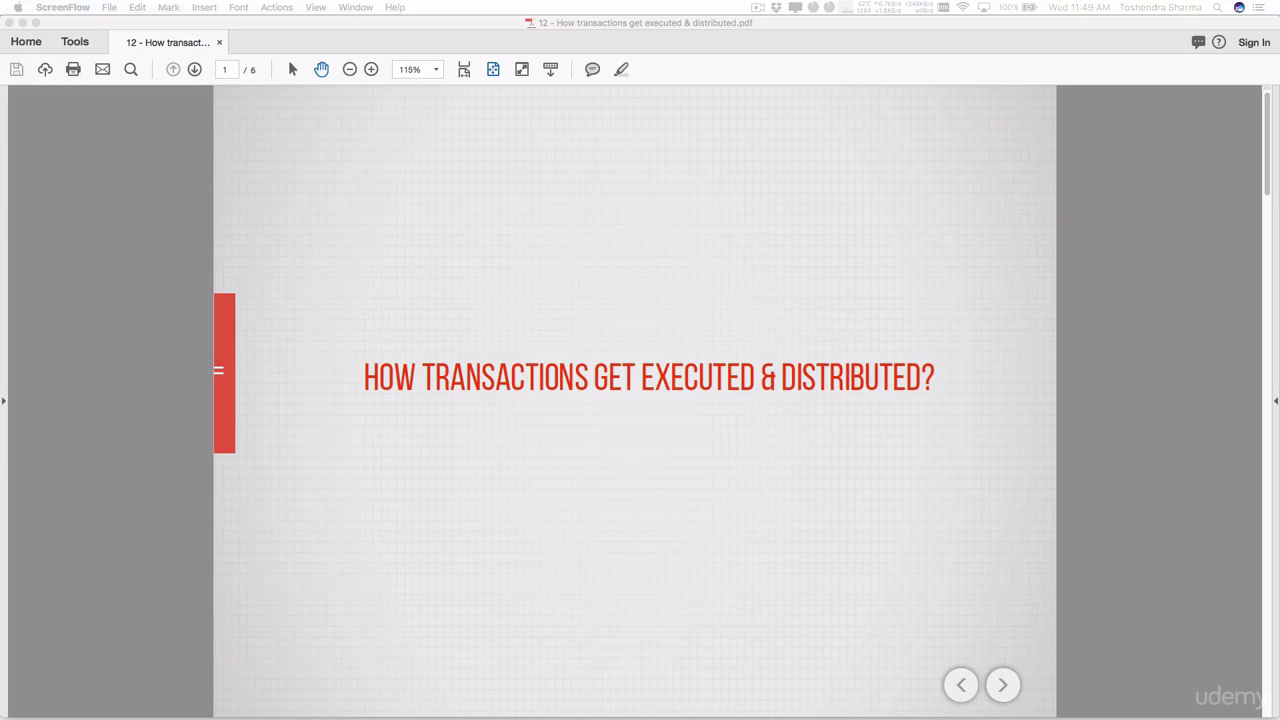 ScreenFlow File Edit Mark Insert Font Actions View Window Help 100% Wed 11:49 AM Toshendra Sharma
12 - How transactions get executed & distributed.pdf
Home Tools 12 - How transact... × Sign In
1 / 6 115%
HOW TRANSACTIONS GET EXECUTED & DISTRIBUTED?
udemy